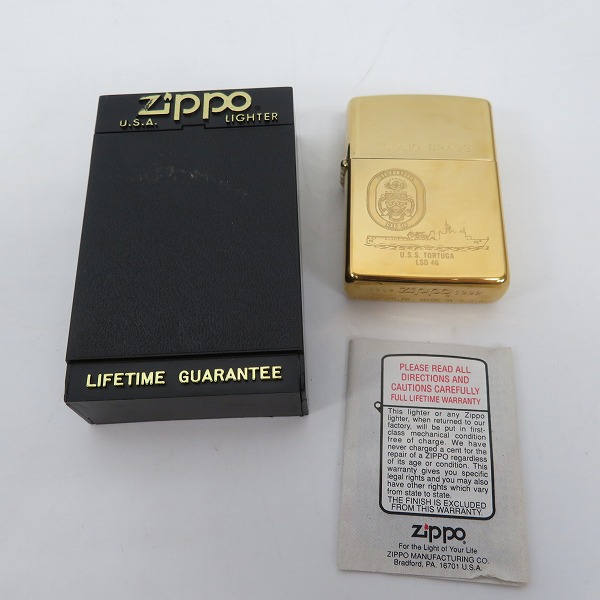 Zippo
U.S.A. LIGHTER
LIFETIME GUARANTEE
SOLID BRASS
U.S.S. TORTUGA
LSD 46
Zippo
PLEASE READ ALL
DIRECTIONS AND
CAUTIONS CAREFULLY
FULL LIFETIME WARRANTY
This lighter or any Zippo
lighter, when returned to our
factory, will be put in first-
class mechanical condition
free of charge. We have
never charged a cent for the
repair of a ZIPPO regardless
of its age or condition. This
warranty gives you specific
legal rights and you may also
have other rights which vary
from state to state.
THE FINISH IS EXCLUDED
FROM THIS WARRANTY.
Zippo
For the Light of Your Life
ZIPPO MANUFACTURING CO.
Bradford, PA. 16701 U.S.A.